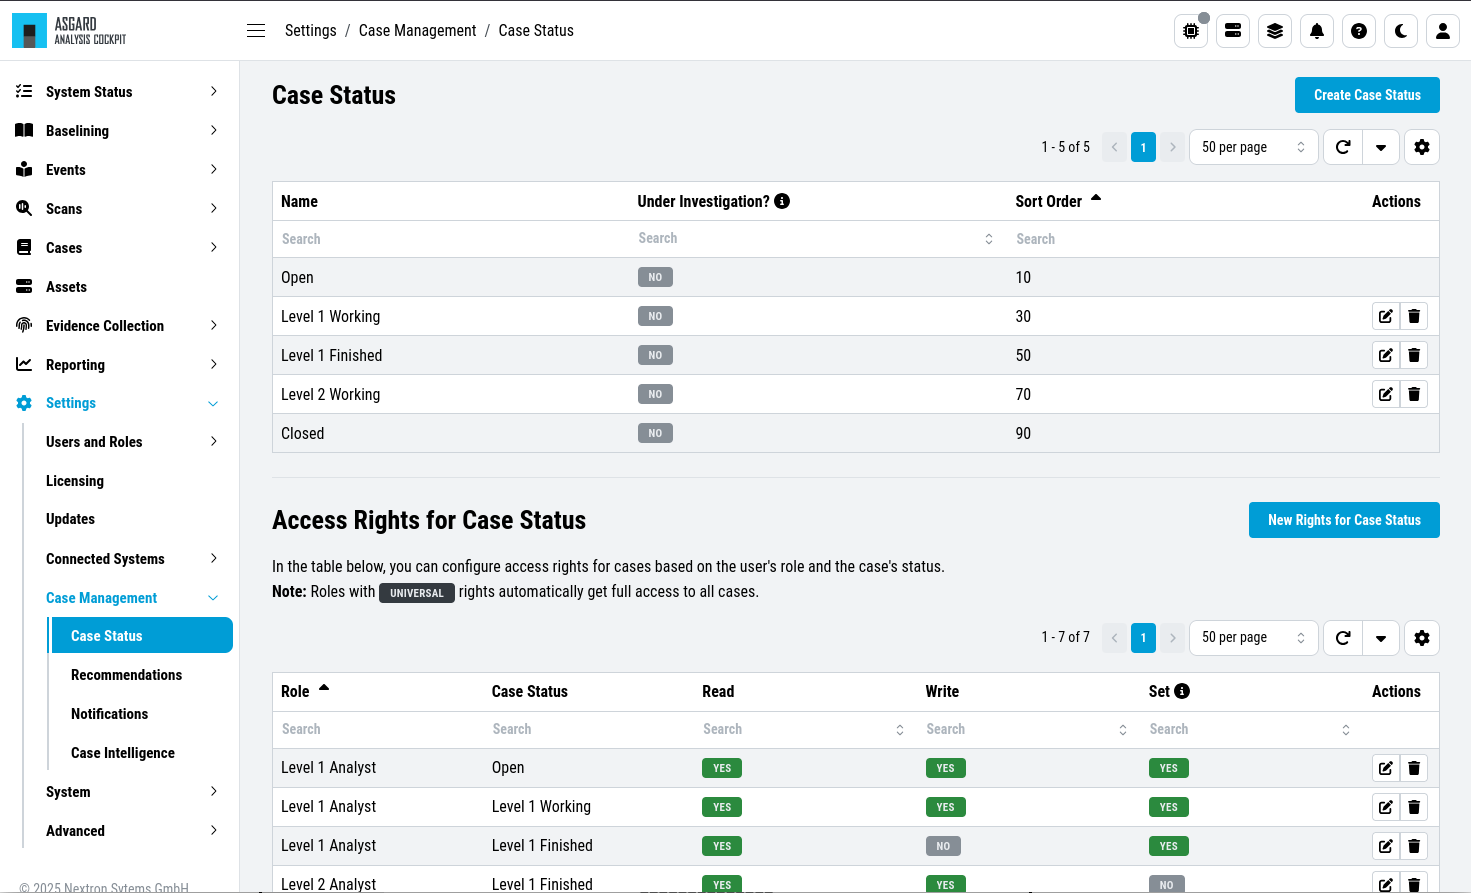 ASGARD
ANALYSIS COCKPIT
Settings / Case Management / Case Status
System Status
Baselining
Events
Scans
Cases
Assets
Evidence Collection
Reporting
Settings
Users and Roles
Licensing
Updates
Connected Systems
Case Management
Case Status
Recommendations
Notifications
Case Intelligence
System
Advanced
© 2025 Nextron Sytems GmbH
Case Status
Create Case Status
1 - 5 of 5 1 50 per page
Name Under Investigation? Sort Order Actions
Search Search Search
Open NO 10
Level 1 Working NO 30
Level 1 Finished NO 50
Level 2 Working NO 70
Closed NO 90
Access Rights for Case Status
New Rights for Case Status
In the table below, you can configure access rights for cases based on the user's role and the case's status.
Note: Roles with UNIVERSAL rights automatically get full access to all cases.
1 - 7 of 7 1 50 per page
Role Case Status Read Write Set Actions
Search Search Search Search Search
Level 1 Analyst Open YES YES YES
Level 1 Analyst Level 1 Working YES YES YES
Level 1 Analyst Level 1 Finished YES NO YES
Level 2 Analyst Level 1 Finished YES YES NO